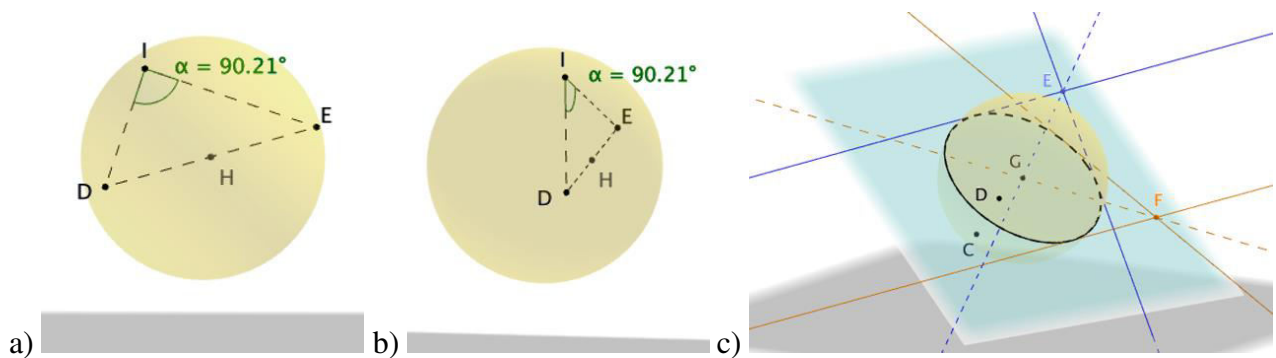 I
α = 90.21°
E
D
H
a)
I
α = 90.21°
E
D
H
b)
E
G
D
F
C
c)